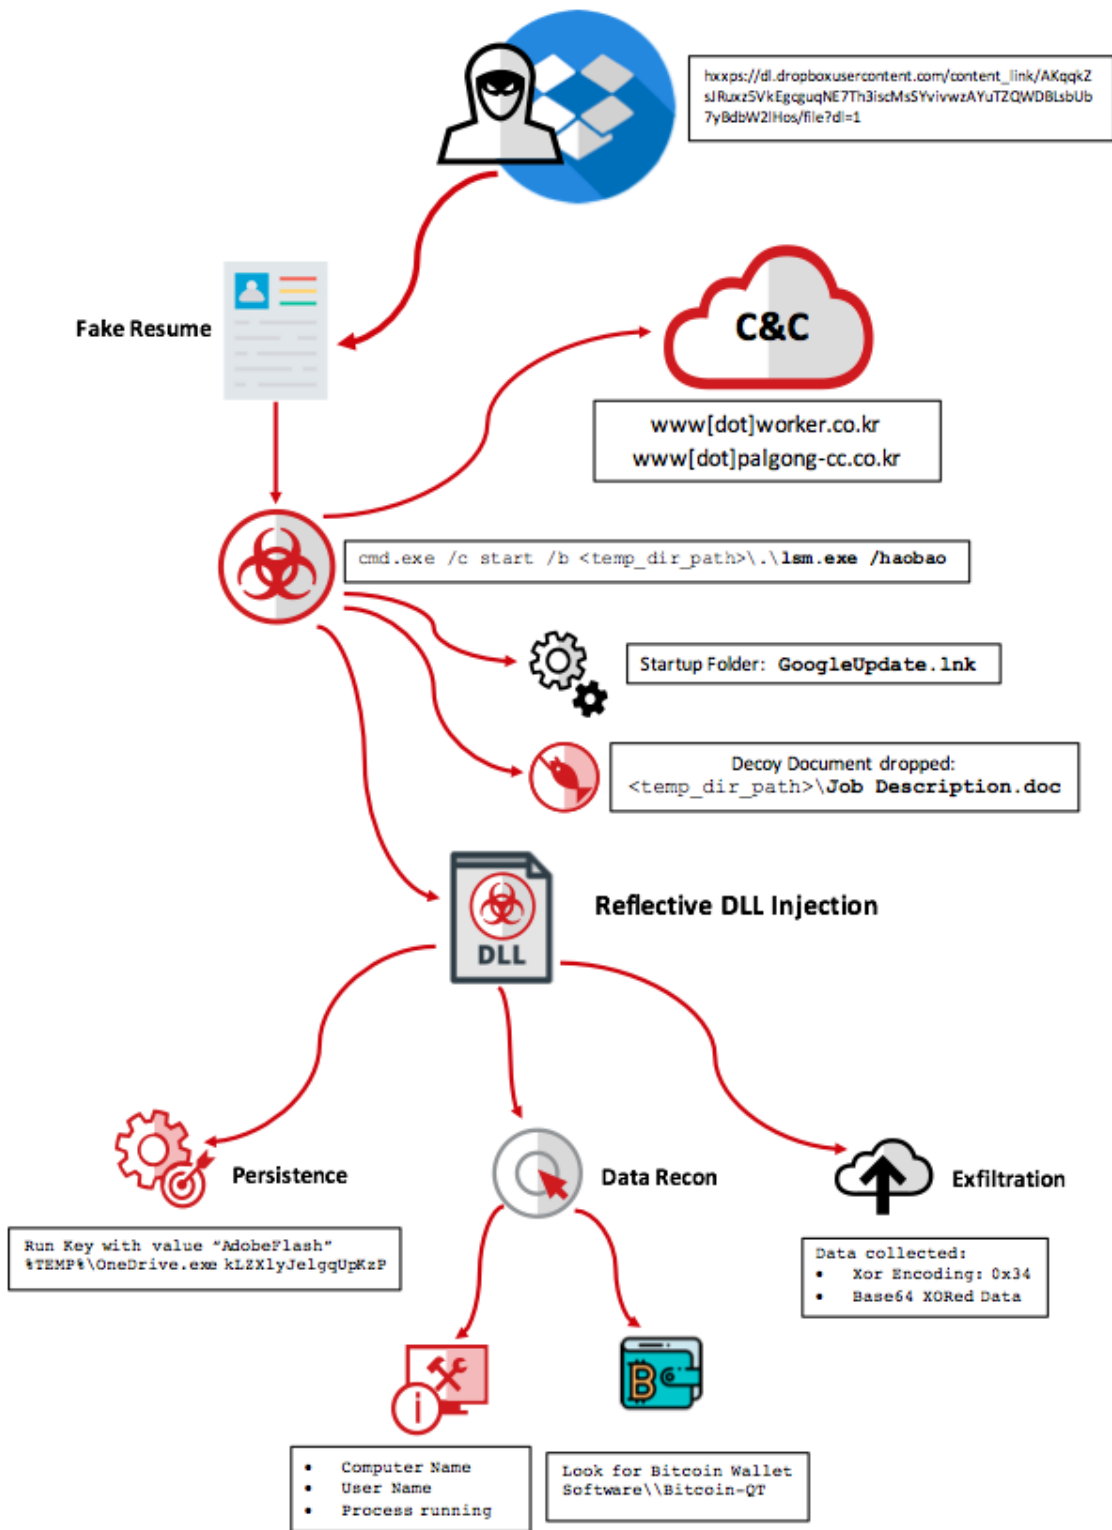 hxxps://dl.dropboxusercontent.com/content_link/AKqqkZ
sJRuxz5VkEgcguqNE7Th3iscMsSYvivwzAYuTZQWDBLsbUb
7yBdbW2lHos/file?dl=1
Fake Resume
C&C
www[dot]worker.co.kr
www[dot]palgong-cc.co.kr
cmd.exe /c start /b <temp_dir_path>\.\lsm.exe /haobao
Startup Folder: GoogleUpdate.lnk
Decoy Document dropped:
<temp_dir_path>\Job Description.doc
DLL
Reflective DLL Injection
Persistence
Run Key with value “AdobeFlash”
%TEMP%\OneDrive.exe kLZXlyJelgqUpKzP
Data Recon
Exfiltration
Data collected:
• Xor Encoding: 0x34
• Base64 XORed Data
i
B
• Computer Name
• User Name
• Process running
Look for Bitcoin Wallet
Software\\Bitcoin-QT